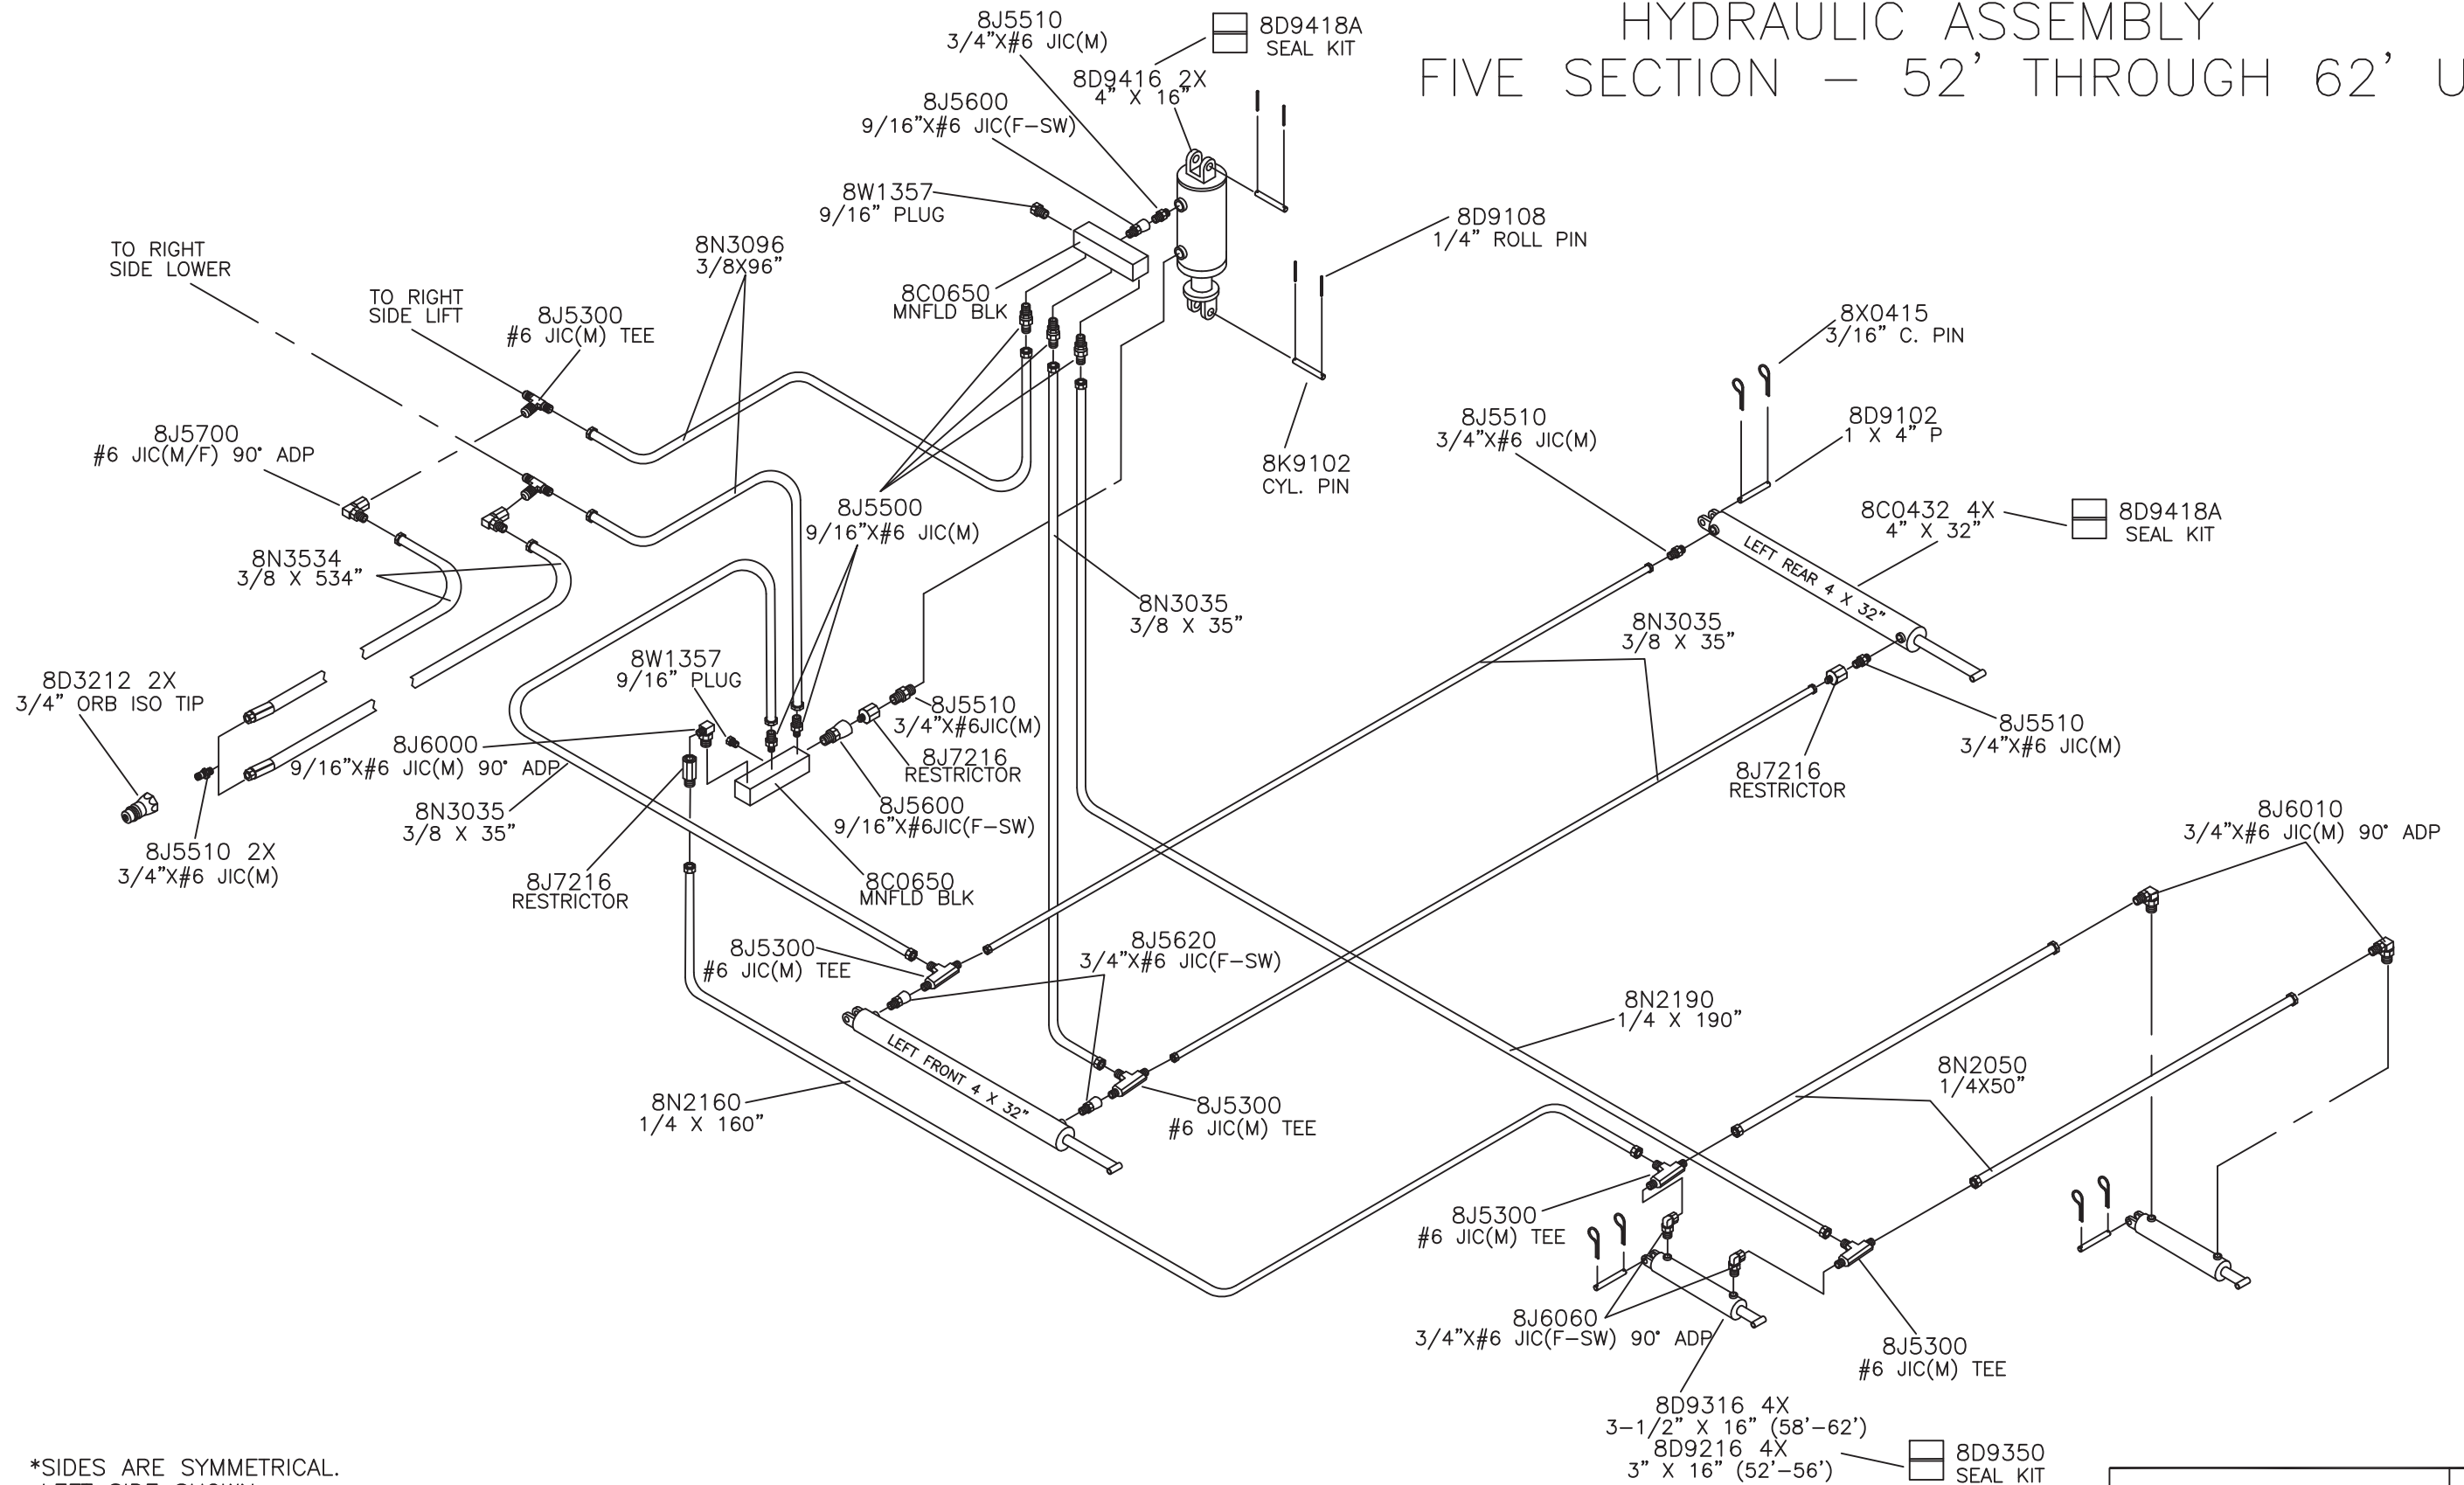 HYDRAULIC ASSEMBLY
FIVE SECTION – 52' THROUGH 62' U
8J5510
3/4"X#6 JIC(M)
8D9418A
SEAL KIT
8D9416 2X
4" X 16"
8J5600
9/16"X#6 JIC(F-SW)
8W1357
9/16" PLUG
8D9108
1/4" ROLL PIN
TO RIGHT
SIDE LOWER
8N3096
3/8X96"
8C0650
MNFLD BLK
TO RIGHT
SIDE LIFT
8J5300
#6 JIC(M) TEE
8X0415
3/16" C. PIN
8J5700
#6 JIC(M/F) 90° ADP
8J5510
3/4"X#6 JIC(M)
8D9102
1 X 4" P
8K9102
CYL. PIN
8J5500
9/16"X#6 JIC(M)
8C0432 4X
4" X 32"
8D9418A
SEAL KIT
LEFT REAR 4 X 32"
8N3534
3/8 X 534"
8N3035
3/8 X 35"
8N3035
3/8 X 35"
8D3212 2X
3/4" ORB ISO TIP
8W1357
9/16" PLUG
8J5510
3/4"X#6JIC(M)
8J5510
3/4"X#6 JIC(M)
8J6000
9/16"X#6 JIC(M) 90° ADP
8J7216
RESTRICTOR
8J7216
RESTRICTOR
8N3035
3/8 X 35"
8J5600
9/16"X#6JIC(F-SW)
8J6010
3/4"X#6 JIC(M) 90° ADP
8J5510 2X
3/4"X#6 JIC(M)
8J7216
RESTRICTOR
8C0650
MNFLD BLK
8J5300
#6 JIC(M) TEE
8J5620
3/4"X#6 JIC(F-SW)
8N2190
1/4 X 190"
LEFT FRONT 4 X 32"
8N2050
1/4X50"
8N2160
1/4 X 160"
8J5300
#6 JIC(M) TEE
8J5300
#6 JIC(M) TEE
8J6060
3/4"X#6 JIC(F-SW) 90° ADP
8J5300
#6 JIC(M) TEE
8D9316 4X
3-1/2" X 16" (58'-62')
8D9216 4X
3" X 16" (52'-56')
8D9350
SEAL KIT
*SIDES ARE SYMMETRICAL.
LEFT SIDE SHOWN